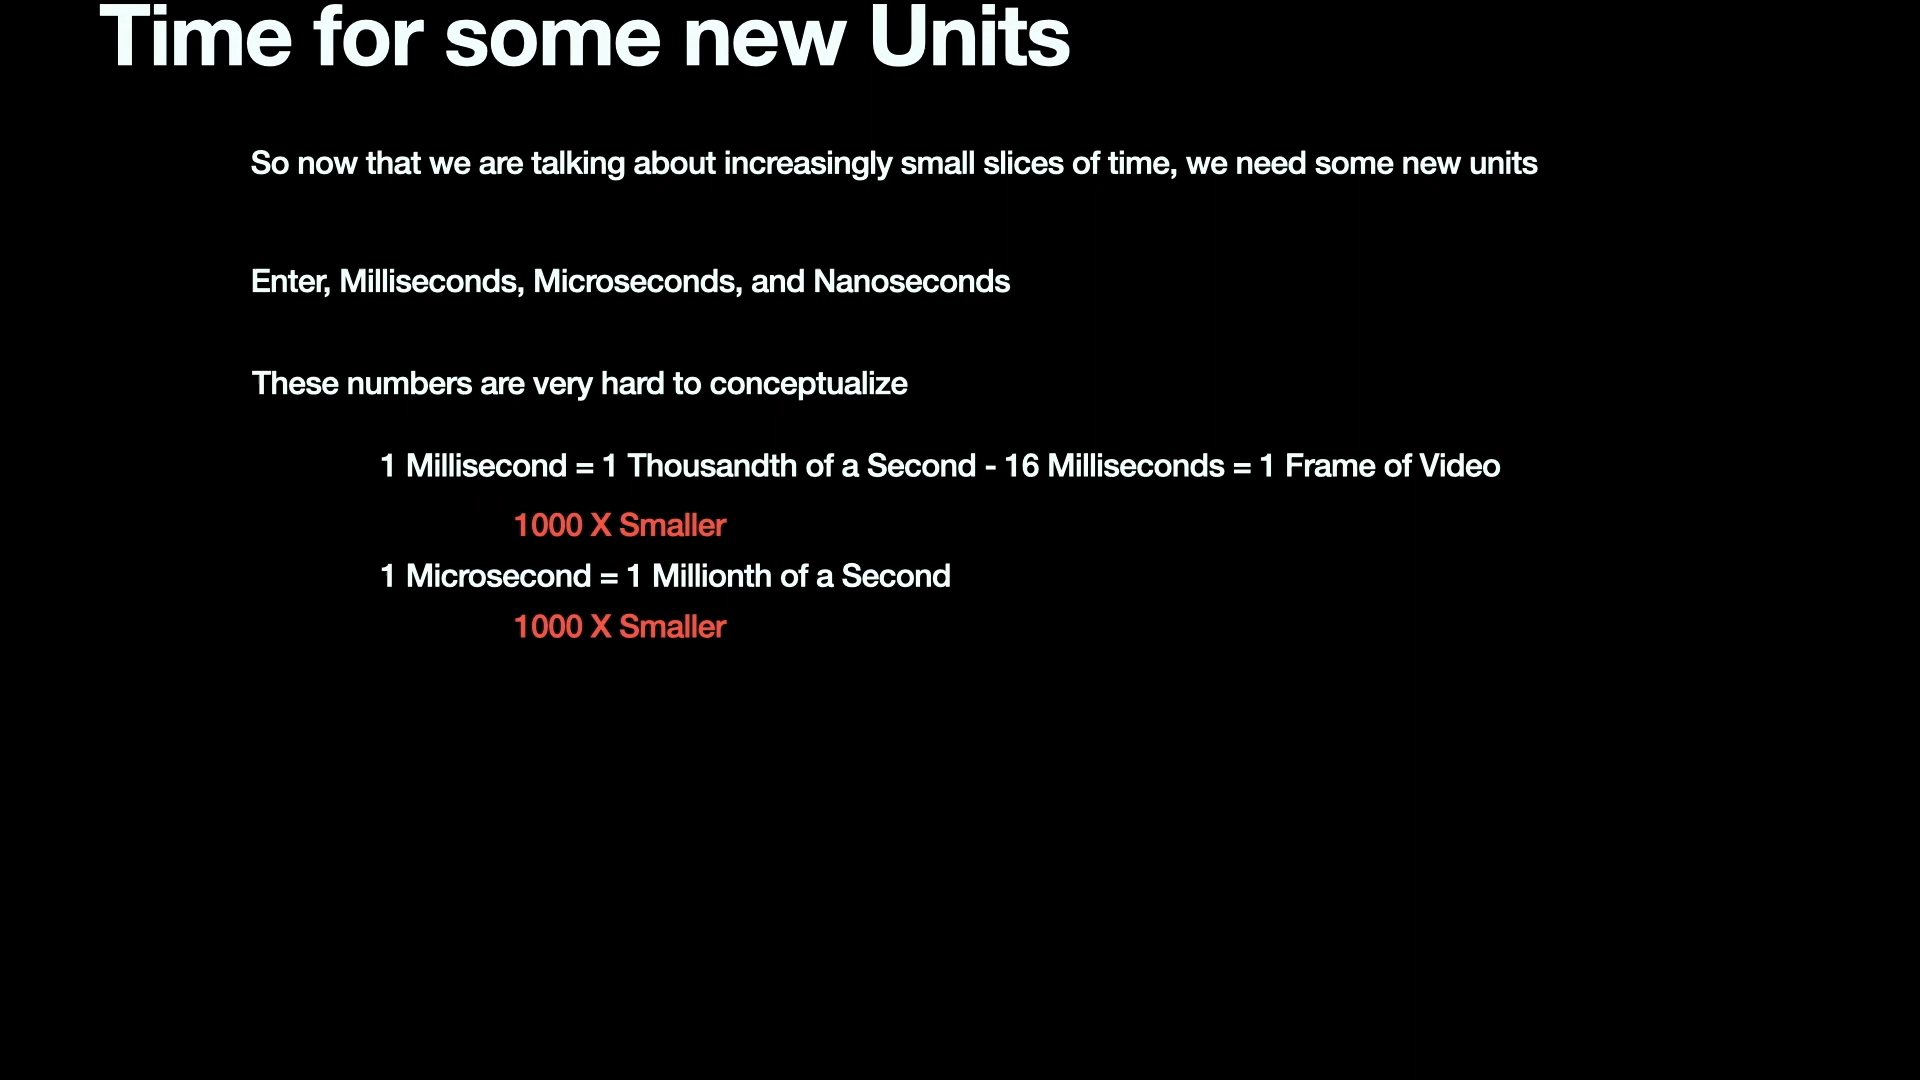 Time for some new Units
So now that we are talking about increasingly small slices of time, we need some new units
Enter, Milliseconds, Microseconds, and Nanoseconds
These numbers are very hard to conceptualize
1 Millisecond = 1 Thousandth of a Second - 16 Milliseconds = 1 Frame of Video
1000 X Smaller
1 Microsecond = 1 Millionth of a Second
1000 X Smaller